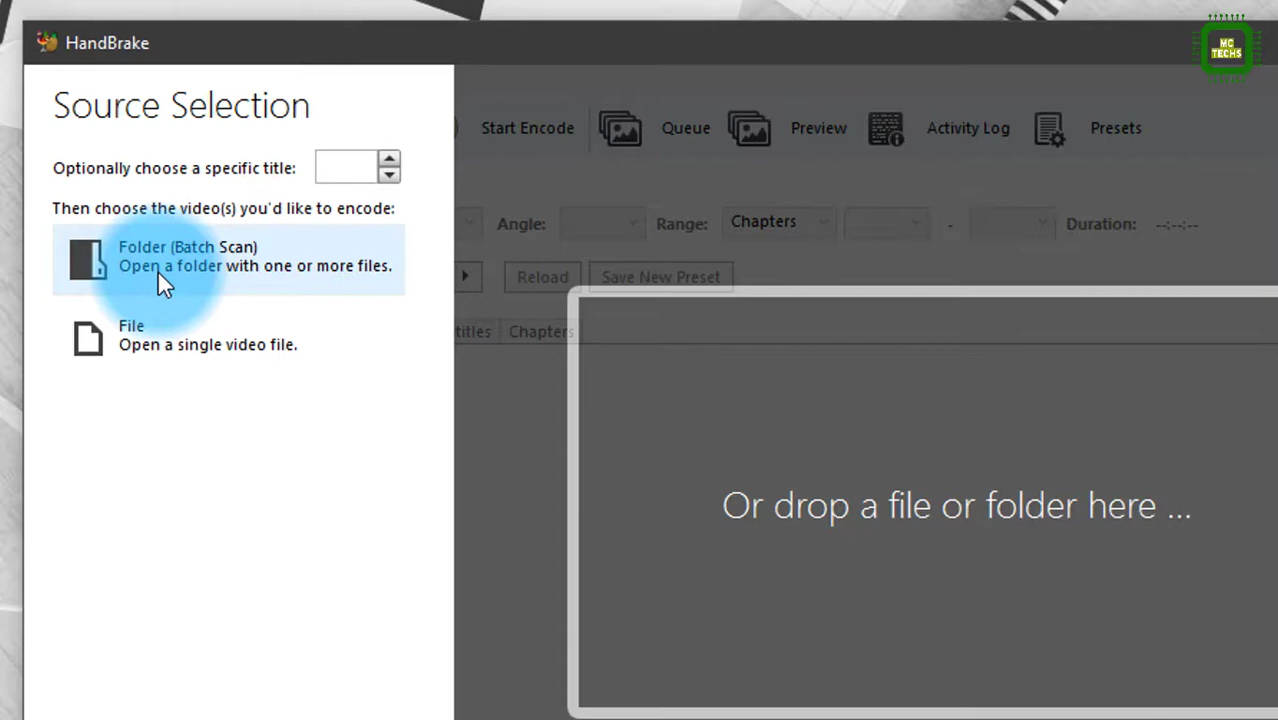 HandBrake
MC
TECHS
Source Selection
Start Encode
Queue
Preview
Activity Log
Presets
Optionally choose a specific title:
Then choose the video(s) you'd like to encode:
Angle:
Range:
Chapters
-
Duration:
--:--:--
Folder (Batch Scan)
Open a folder with one or more files.
Reload
Save New Preset
File
Open a single video file.
Chapters
Or drop a file or folder here ...